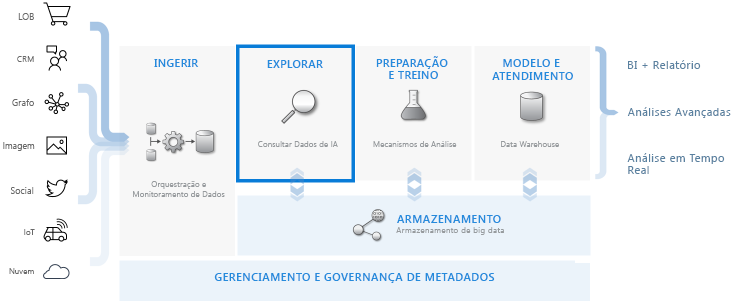 LOB
CRM
Grafo
Imagem
Social
IoT
Nuvem
INGERIR
Orquestração e
Monitoramento de Dados
EXPLORAR
Consultar Dados de IA
PREPARAÇÃO
E TREINO
Mecanismos de Análise
MODELO E
ATENDIMENTO
Data Warehouse
BI + Relatório
Análises Avançadas
Análise em Tempo
Real
ARMAZENAMENTO
Armazenamento de big data
GERENCIAMENTO E GOVERNANÇA DE METADADOS